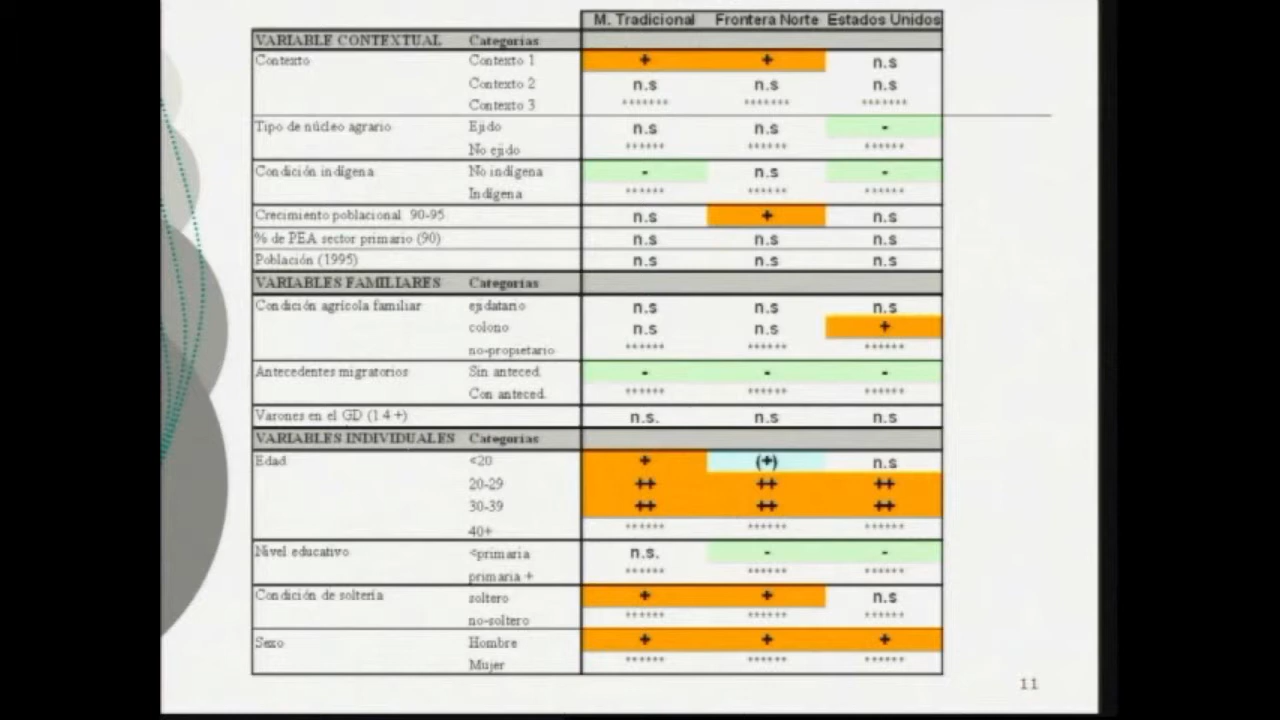 M. Tradicional Frontera Norte Estados Unidos
VARIABLE CONTEXTUAL Categorías
Contexto Contexto 1 + + n.s
Contexto 2 n.s n.s n.s
Contexto 3 ******* ******* *******
Tipo de núcleo agrario Ejido n.s n.s -
No ejido ****** ****** ******
Condición indígena No indígena - n.s -
Indígena ****** ****** ******
Crecimiento poblacional 90-95 n.s + n.s
% de PEA sector primario (90) n.s n.s n.s
Población (1995) n.s n.s n.s
VARIABLES FAMILIARES Categorías
Condición agrícola familiar ejidatario n.s n.s n.s
colono n.s n.s +
no-propietario ****** ****** ******
Antecedentes migratorios Sin anteced. - - -
Con anteced. ****** ****** ******
Varones en el GD (14 +) n.s. n.s n.s
VARIABLES INDIVIDUALES Categorías
Edad <20 + (+) n.s
20-29 ++ ++ ++
30-39 ++ ++ ++
40+ ****** ****** ******
Nivel educativo <primaria n.s. - -
primaria + ****** ****** ******
Condición de soltería soltero + + n.s
no-soltero ****** ****** ******
Sexo Hombre + + +
Mujer ****** ****** ******
11